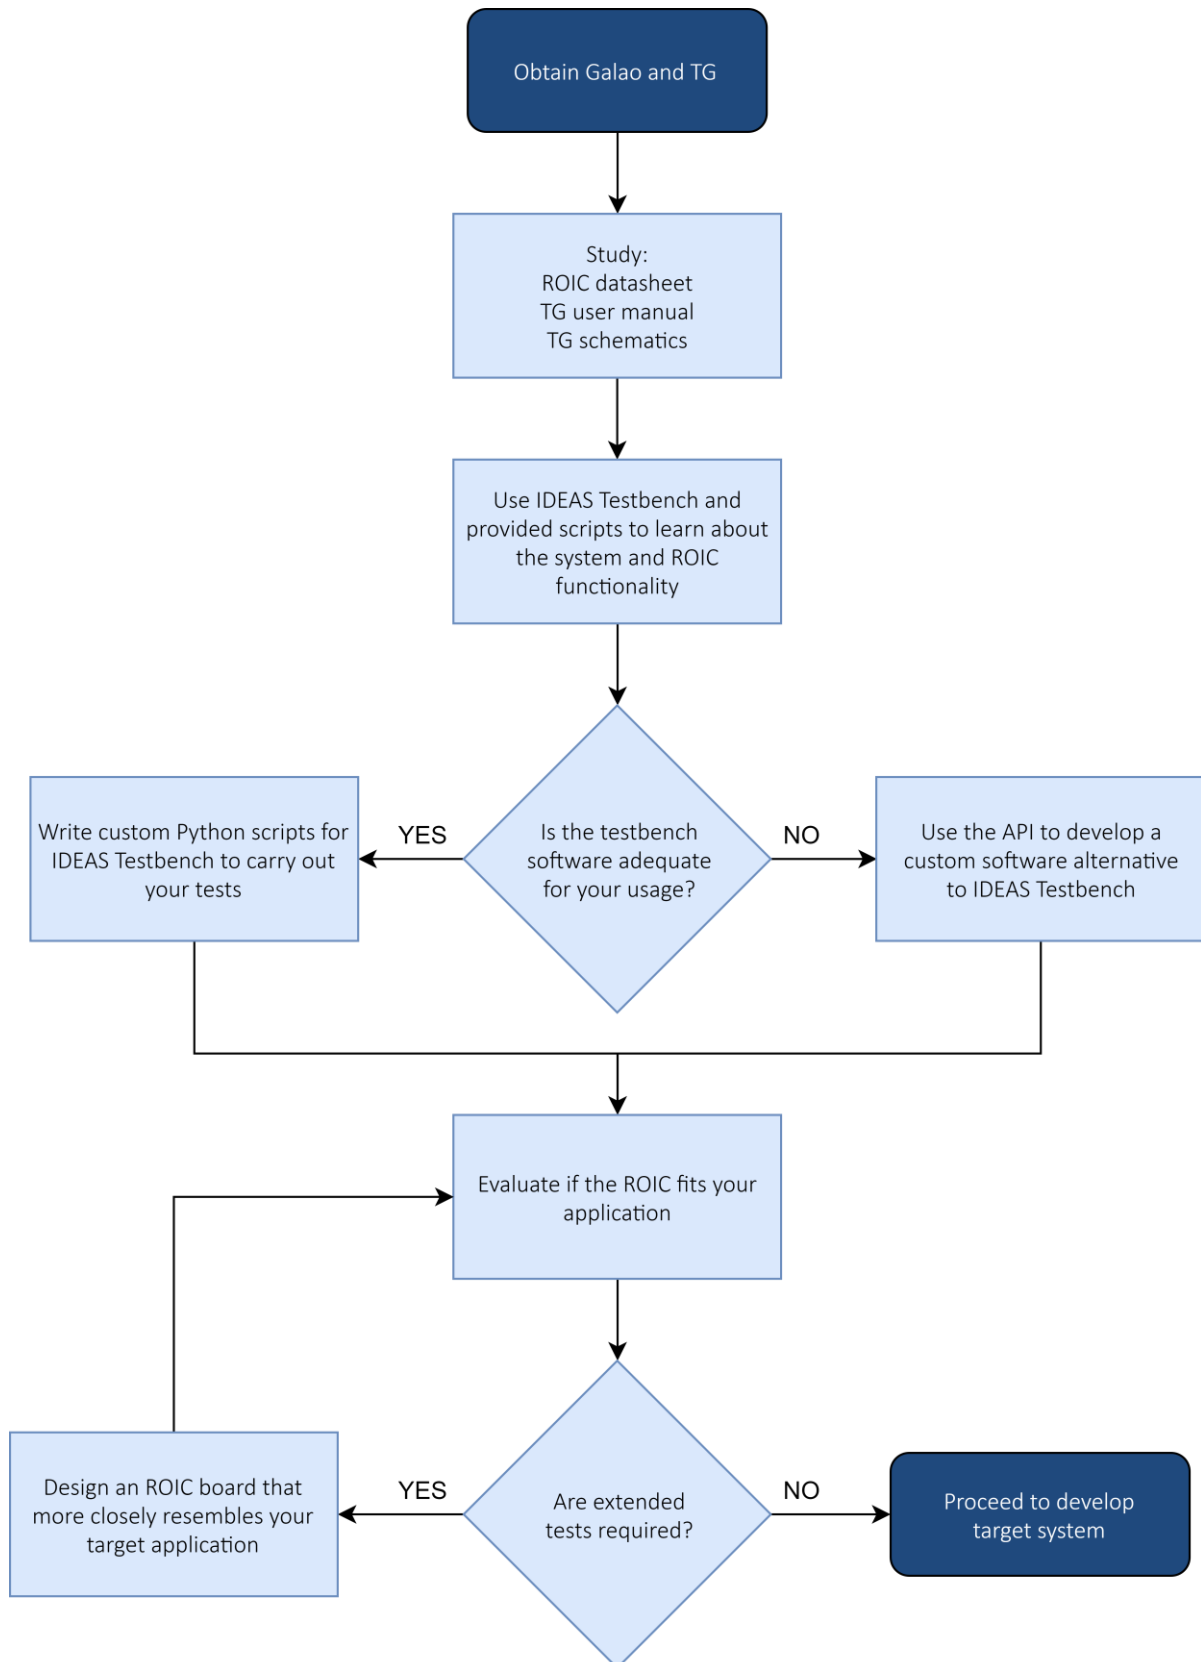 Obtain Galao and TG
Study:
ROIC datasheet
TG user manual
TG schematics
Use IDEAS Testbench and
provided scripts to learn about
the system and ROIC
functionality
Write custom Python scripts for
IDEAS Testbench to carry out
your tests
YES
Is the testbench
software adequate
for your usage?
NO
Use the API to develop a
custom software alternative
to IDEAS Testbench
Evaluate if the ROIC fits your
application
Design an ROIC board that
more closely resembles your
target application
YES
Are extended
tests required?
NO
Proceed to develop
target system